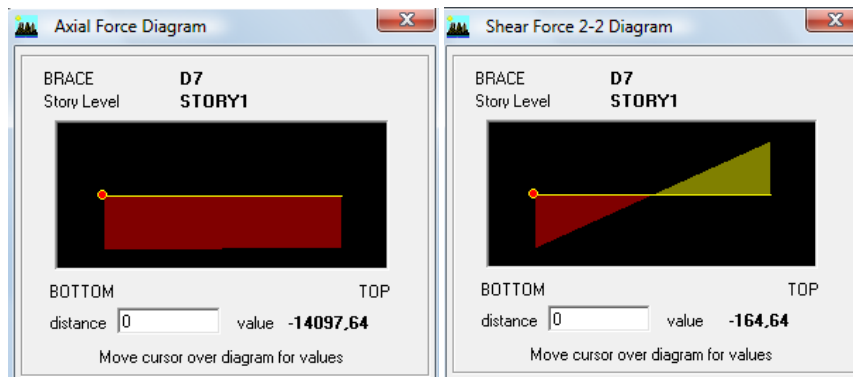 Axial Force Diagram
BRACE D7
Story Level STORY1
BOTTOM TOP
distance 0 value -14097,64
Move cursor over diagram for values
Shear Force 2-2 Diagram
BRACE D7
Story Level STORY1
BOTTOM TOP
distance 0 value -164,64
Move cursor over diagram for values